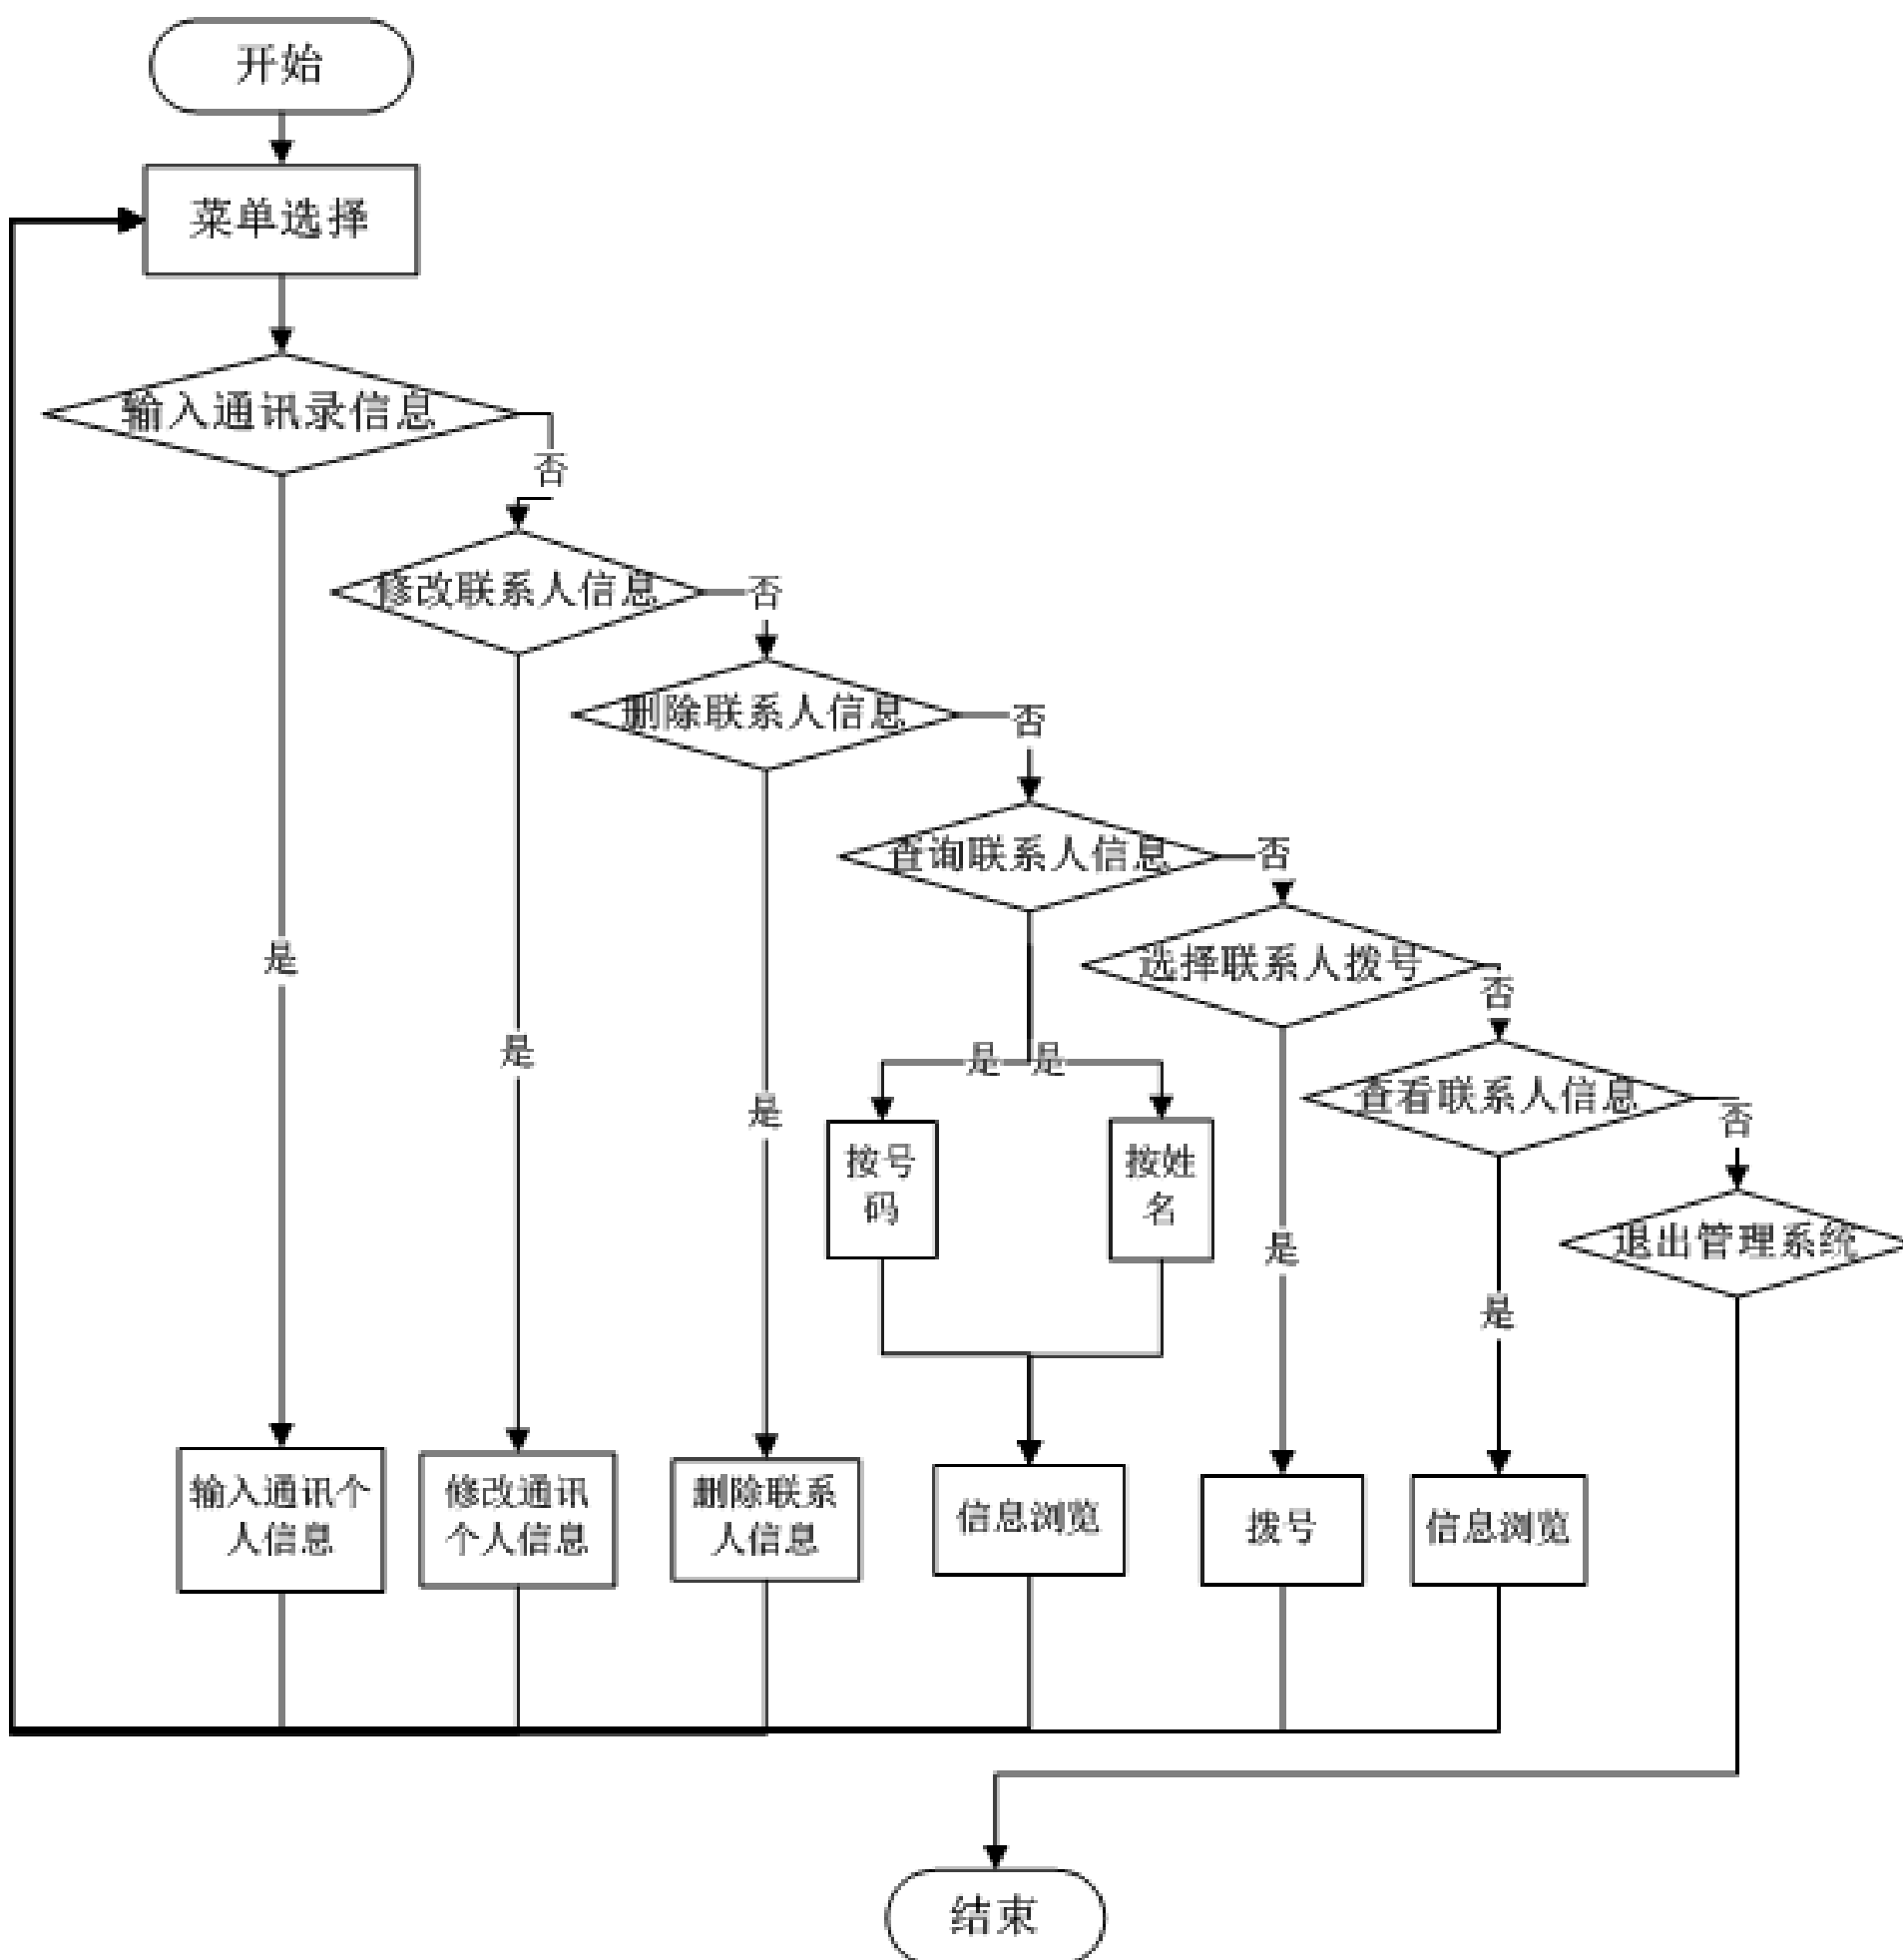 开始
菜单选择
输入通讯录信息
否
修改联系人信息
否
删除联系人信息
否
查询联系人信息
否
选择联系人拨号
否
查看联系人信息
否
退出管理系统
是
是
是
是
是
是
是
按号
码
按姓
名
输入通讯个
人信息
修改通讯
个人信息
删除联系
人信息
信息浏览
拨号
信息浏览
结束